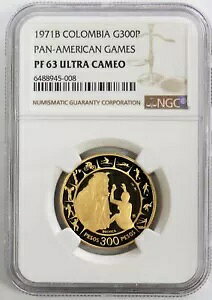 1971B COLOMBIA G300P
PAN-AMERICAN GAMES
PF 63 ULTRA CAMEO
6488945-008
NUMISMATIC GUARANTY CORPORATION
NGC
PESOS 300 PESOS